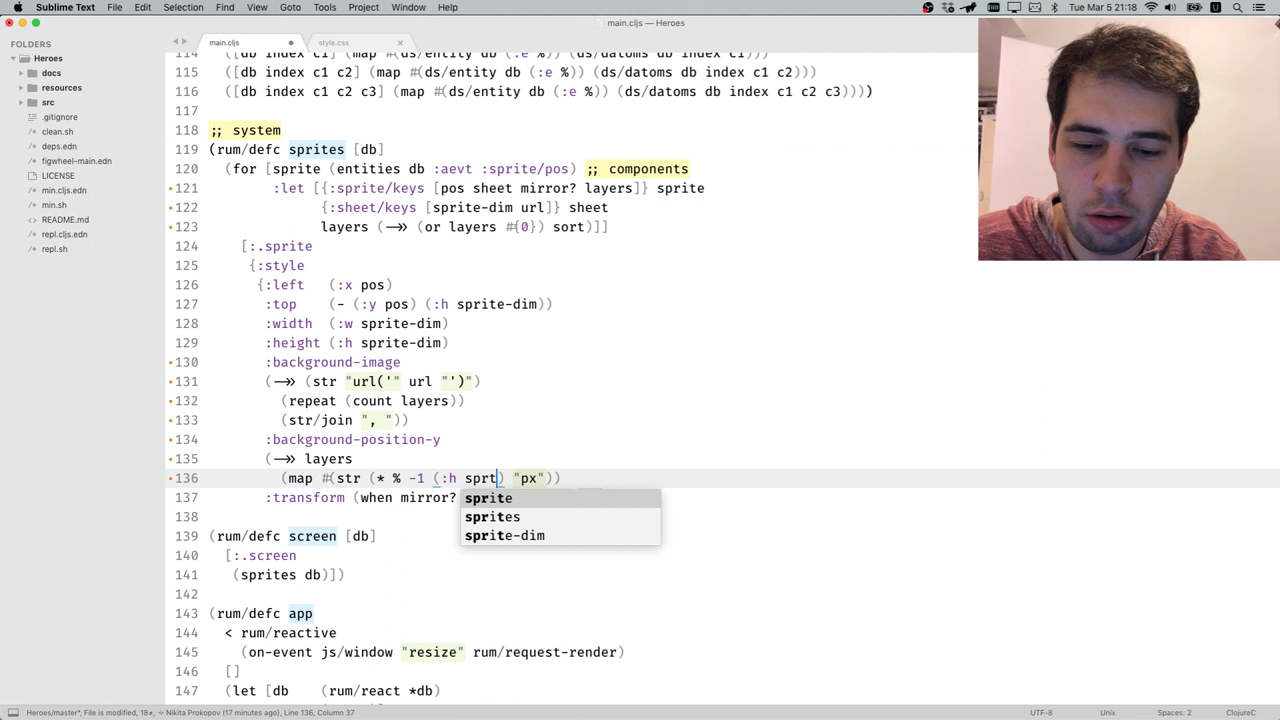 Sublime Text File Edit Selection Find View Goto Tools Project Window Help
Tue Mar 5 21:18
main.cljs — Heroes
FOLDERS
Heroes
docs
resources
src
.gitignore
clean.sh
deps.edn
figwheel-main.edn
LICENSE
min.cljs.edn
min.sh
README.md
repl.cljs.edn
repl.sh
main.cljs
style.css
114 ([db index c1] (map #(ds/entity db (:e %)) (ds/datoms db index c1)))
115 ([db index c1 c2] (map #(ds/entity db (:e %)) (ds/datoms db index c1 c2)))
116 ([db index c1 c2 c3] (map #(ds/entity db (:e %)) (ds/datoms db index c1 c2 c3))))
117
118 ;; system
119 (rum/defc sprites [db]
120 (for [sprite (entities db :aevt :sprite/pos) ;; components
121 :let [{:sprite/keys [pos sheet mirror? layers]} sprite
122 {:sheet/keys [sprite-dim url]} sheet
123 layers (->> (or layers #{0}) sort)]]
124 [:.sprite
125 {:style
126 {:left (:x pos)
127 :top (- (:y pos) (:h sprite-dim))
128 :width (:w sprite-dim)
129 :height (:h sprite-dim)
130 :background-image
131 (->> (str "url('" url "')")
132 (repeat (count layers))
133 (str/join ", "))
134 :background-position-y
135 (->> layers
136 (map #(str (* % -1 (:h sprt) "px"))
137 :transform (when mirror?
sprite
sprites
sprite-dim
138
139 (rum/defc screen [db]
140 [:.screen
141 (sprites db)])
142
143 (rum/defc app
144 < rum/reactive
145 (on-event js/window "resize" rum/request-render)
146 []
147 (let [db (rum/react *db)
Heroes/master*, File is modified, 18≠, Nikita Prokopov (17 minutes ago), Line 136, Column 37
UTF-8 Unix Spaces: 2 ClojureC